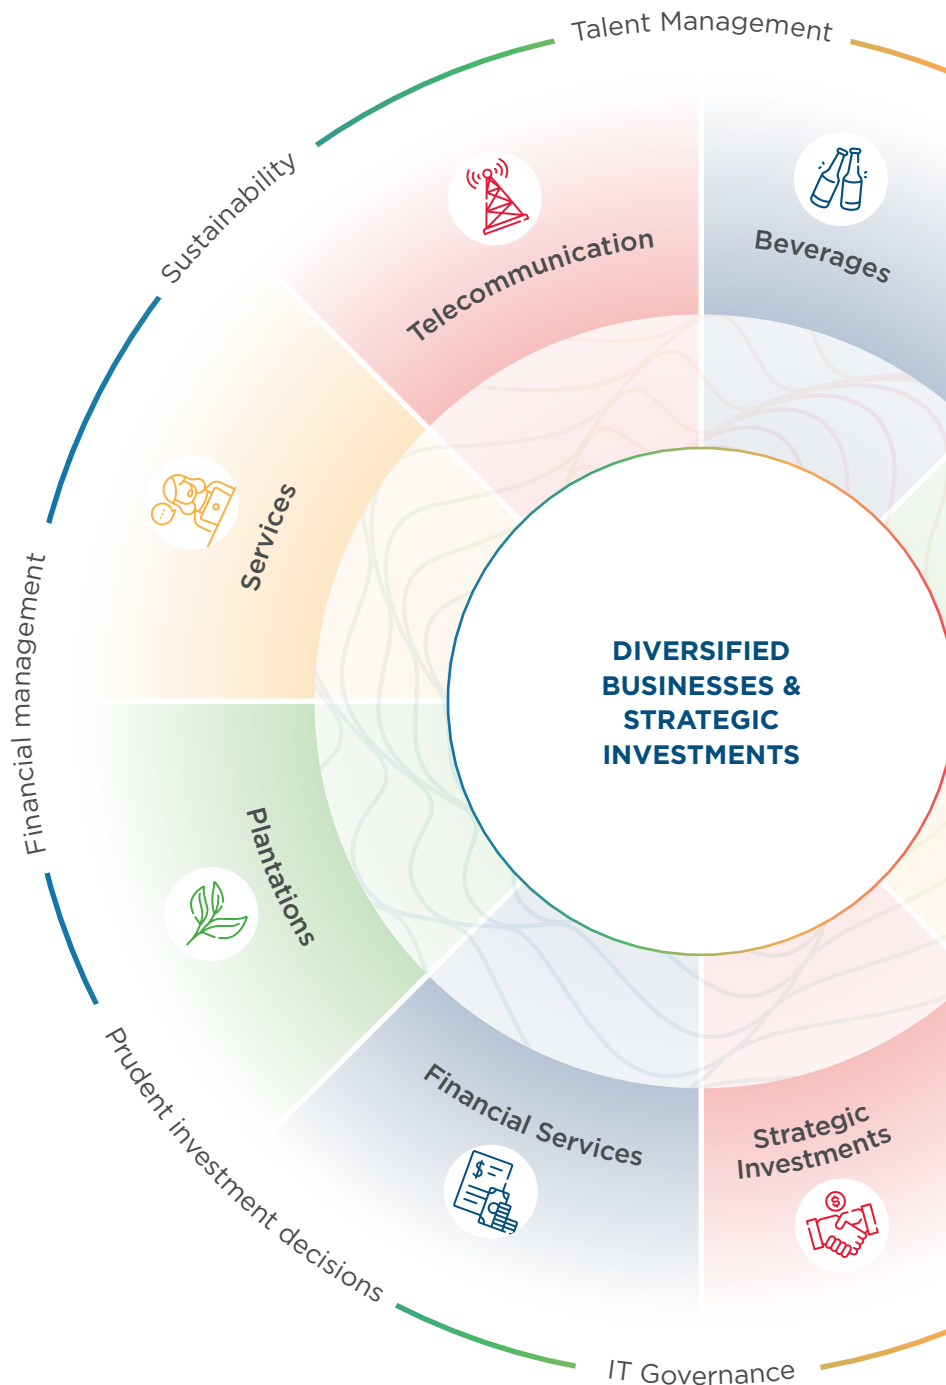 Talent Management
Sustainability
Financial management
Prudent investment decisions
IT Governance
Telecommunication
Beverages
Services
Plantations
Financial Services
Strategic
Investments
DIVERSIFIED
BUSINESSES &
STRATEGIC
INVESTMENTS
$
$